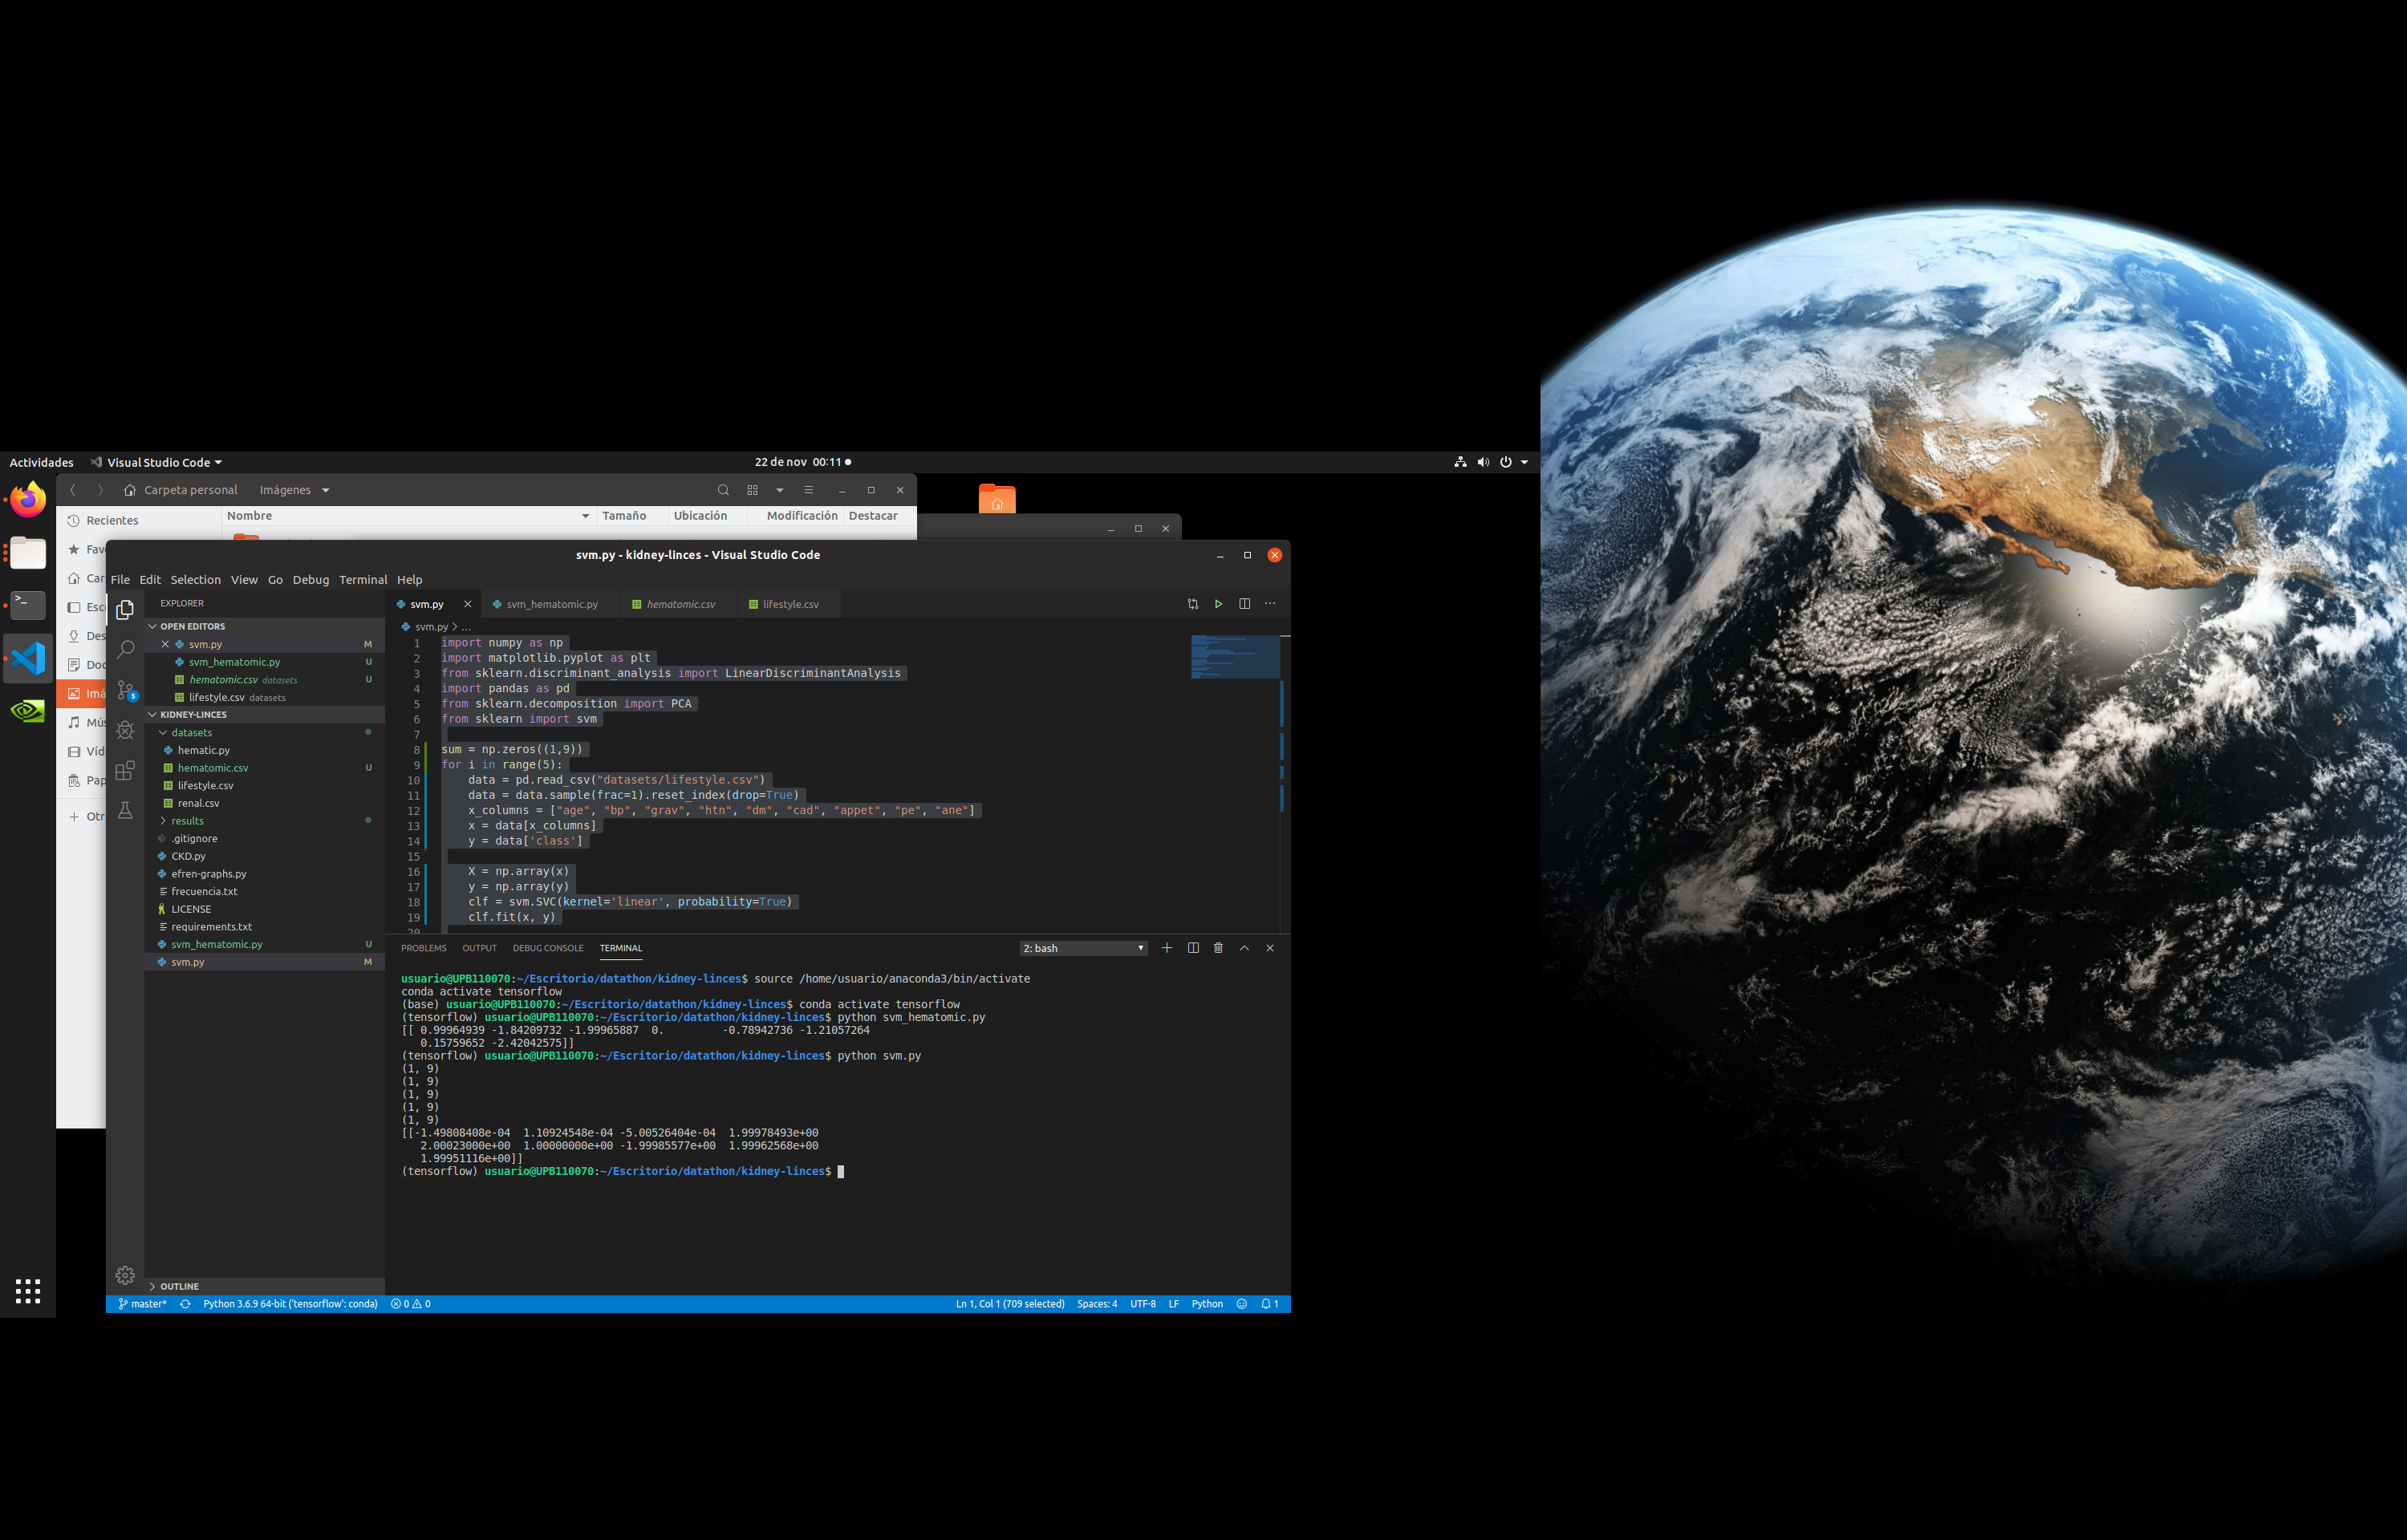 Actividades
Visual Studio Code
22 de nov 00:11
Carpeta personal
Imágenes
Recientes
Nombre
Tamaño
Ubicación
Modificación
Destacar
svm.py - kidney-linces - Visual Studio Code
File Edit Selection View Go Debug Terminal Help
EXPLORER
OPEN EDITORS
svm.py M
svm_hematomic.py U
hematomic.csv datasets U
lifestyle.csv datasets
KIDNEY-LINCES
datasets
hematic.py
hematomic.csv U
lifestyle.csv
renal.csv
results
.gitignore
CKD.py
efren-graphs.py
frecuencia.txt
LICENSE
requirements.txt
svm_hematomic.py U
svm.py M
OUTLINE
svm.py
svm_hematomic.py
hematomic.csv
lifestyle.csv
svm.py > ...
1 import numpy as np
2 import matplotlib.pyplot as plt
3 from sklearn.discriminant_analysis import LinearDiscriminantAnalysis
4 import pandas as pd
5 from sklearn.decomposition import PCA
6 from sklearn import svm
7
8 sum = np.zeros((1,9))
9 for i in range(5):
10 data = pd.read_csv("datasets/lifestyle.csv")
11 data = data.sample(frac=1).reset_index(drop=True)
12 x_columns = ["age", "bp", "grav", "htn", "dm", "cad", "appet", "pe", "ane"]
13 x = data[x_columns]
14 y = data['class']
15
16 X = np.array(x)
17 y = np.array(y)
18 clf = svm.SVC(kernel='linear', probability=True)
19 clf.fit(x, y)
20
PROBLEMS OUTPUT DEBUG CONSOLE TERMINAL
2: bash
usuario@UPB110070:~/Escritorio/datathon/kidney-linces$ source /home/usuario/anaconda3/bin/activate
conda activate tensorflow
(base) usuario@UPB110070:~/Escritorio/datathon/kidney-linces$ conda activate tensorflow
(tensorflow) usuario@UPB110070:~/Escritorio/datathon/kidney-linces$ python svm_hematomic.py
[[ 0.99964939 -1.84209732 -1.99965887 0. -0.78942736 -1.21057264
0.15759652 -2.42042575]]
(tensorflow) usuario@UPB110070:~/Escritorio/datathon/kidney-linces$ python svm.py
(1, 9)
(1, 9)
(1, 9)
(1, 9)
(1, 9)
[[-1.49808408e-04 1.10924548e-04 -5.00526404e-04 1.99978493e+00
2.00023000e+00 1.00000000e+00 -1.99985577e+00 1.99962568e+00
1.99951116e+00]]
(tensorflow) usuario@UPB110070:~/Escritorio/datathon/kidney-linces$
master*
Python 3.6.9 64-bit ('tensorflow': conda)
0 0
Ln 1, Col 1 (709 selected)
Spaces: 4
UTF-8
LF
Python
1